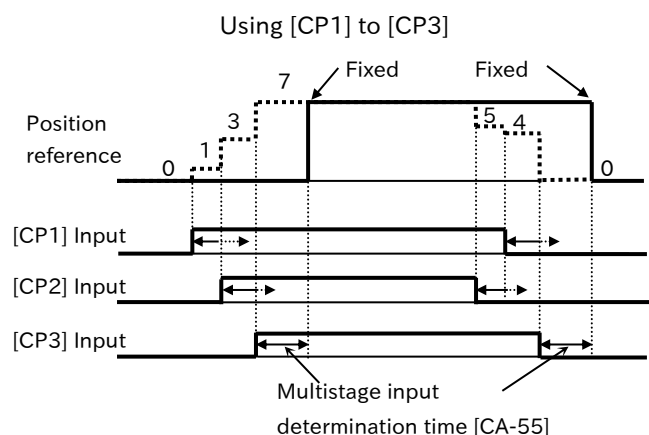 Using [CP1] to [CP3]
Fixed
Fixed
7
3
1
0
5
4
0
Position
reference
[CP1] Input
[CP2] Input
[CP3] Input
Multistage input
determination time [CA-55]